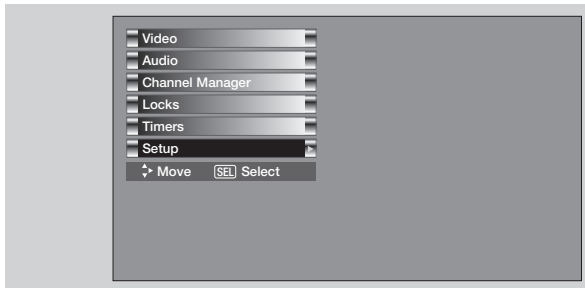 Video
Audio
Channel Manager
Locks
Timers
Setup
Move SEL Select